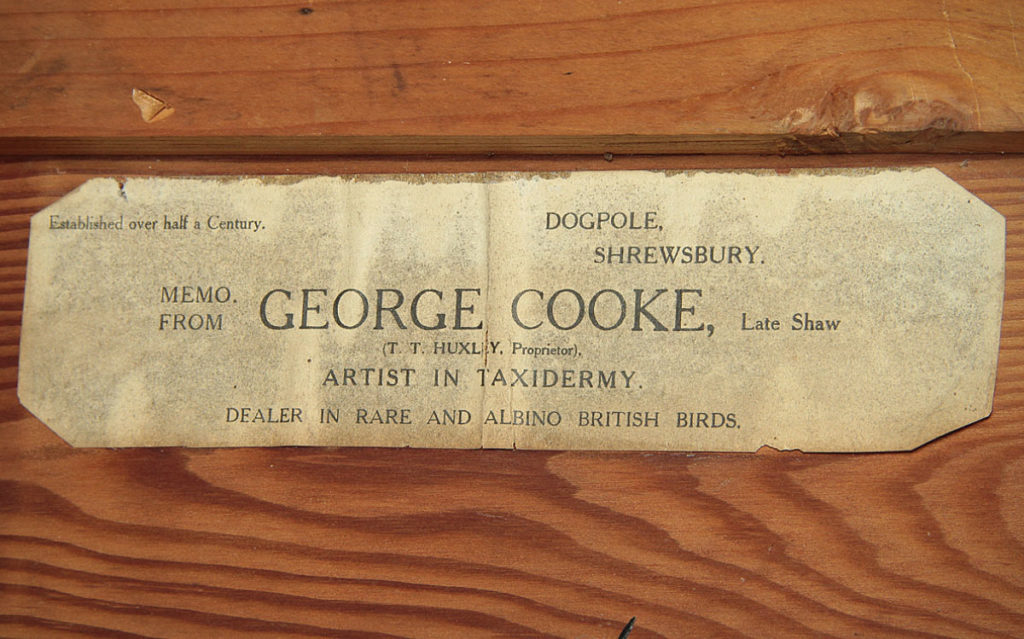 Established over half a Century.
DOGPOLE,
SHREWSBURY.
MEMO.
FROM
GEORGE COOKE, Late Shaw
(T. T. HUXLEY, Proprietor),
ARTIST IN TAXIDERMY.
DEALER IN RARE AND ALBINO BRITISH BIRDS.